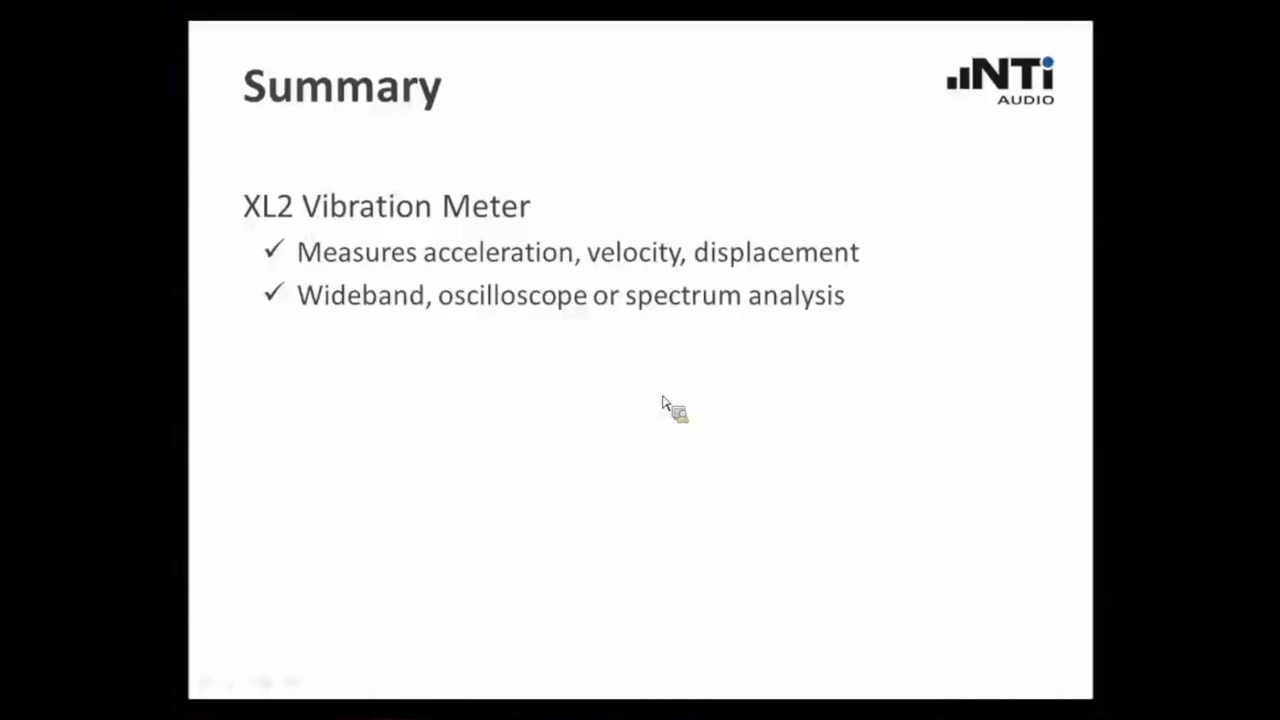 Summary
NTi
AUDIO
XL2 Vibration Meter
✓ Measures acceleration, velocity, displacement
✓ Wideband, oscilloscope or spectrum analysis